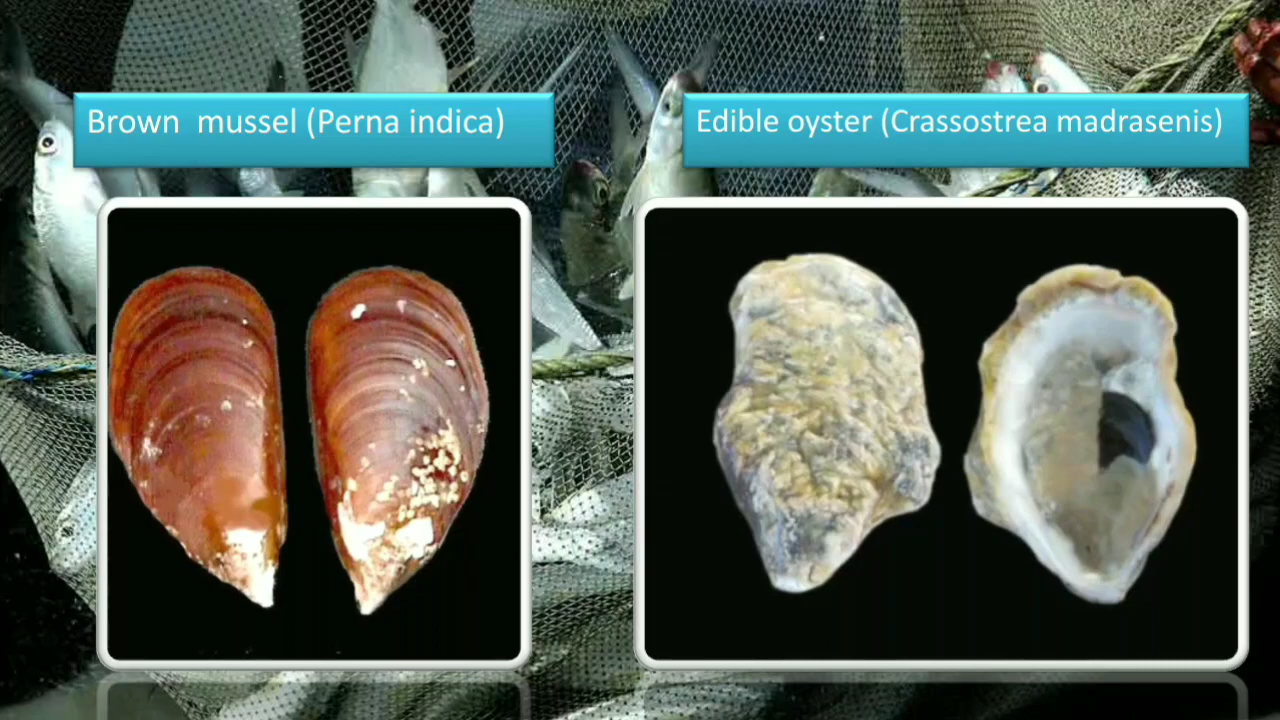 Brown  mussel (Perna indica)
Edible oyster (Crassostrea madrasenis)